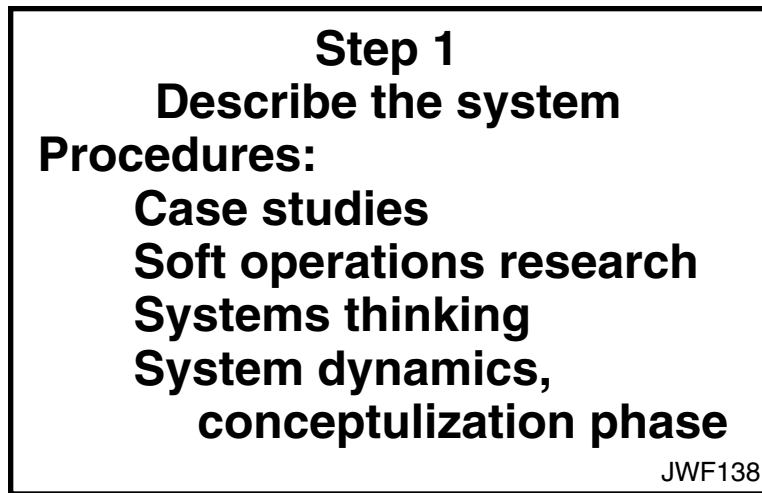 Step 1
Describe the system
Procedures:
Case studies
Soft operations research
Systems thinking
System dynamics,
conceptulization phase
JWF138